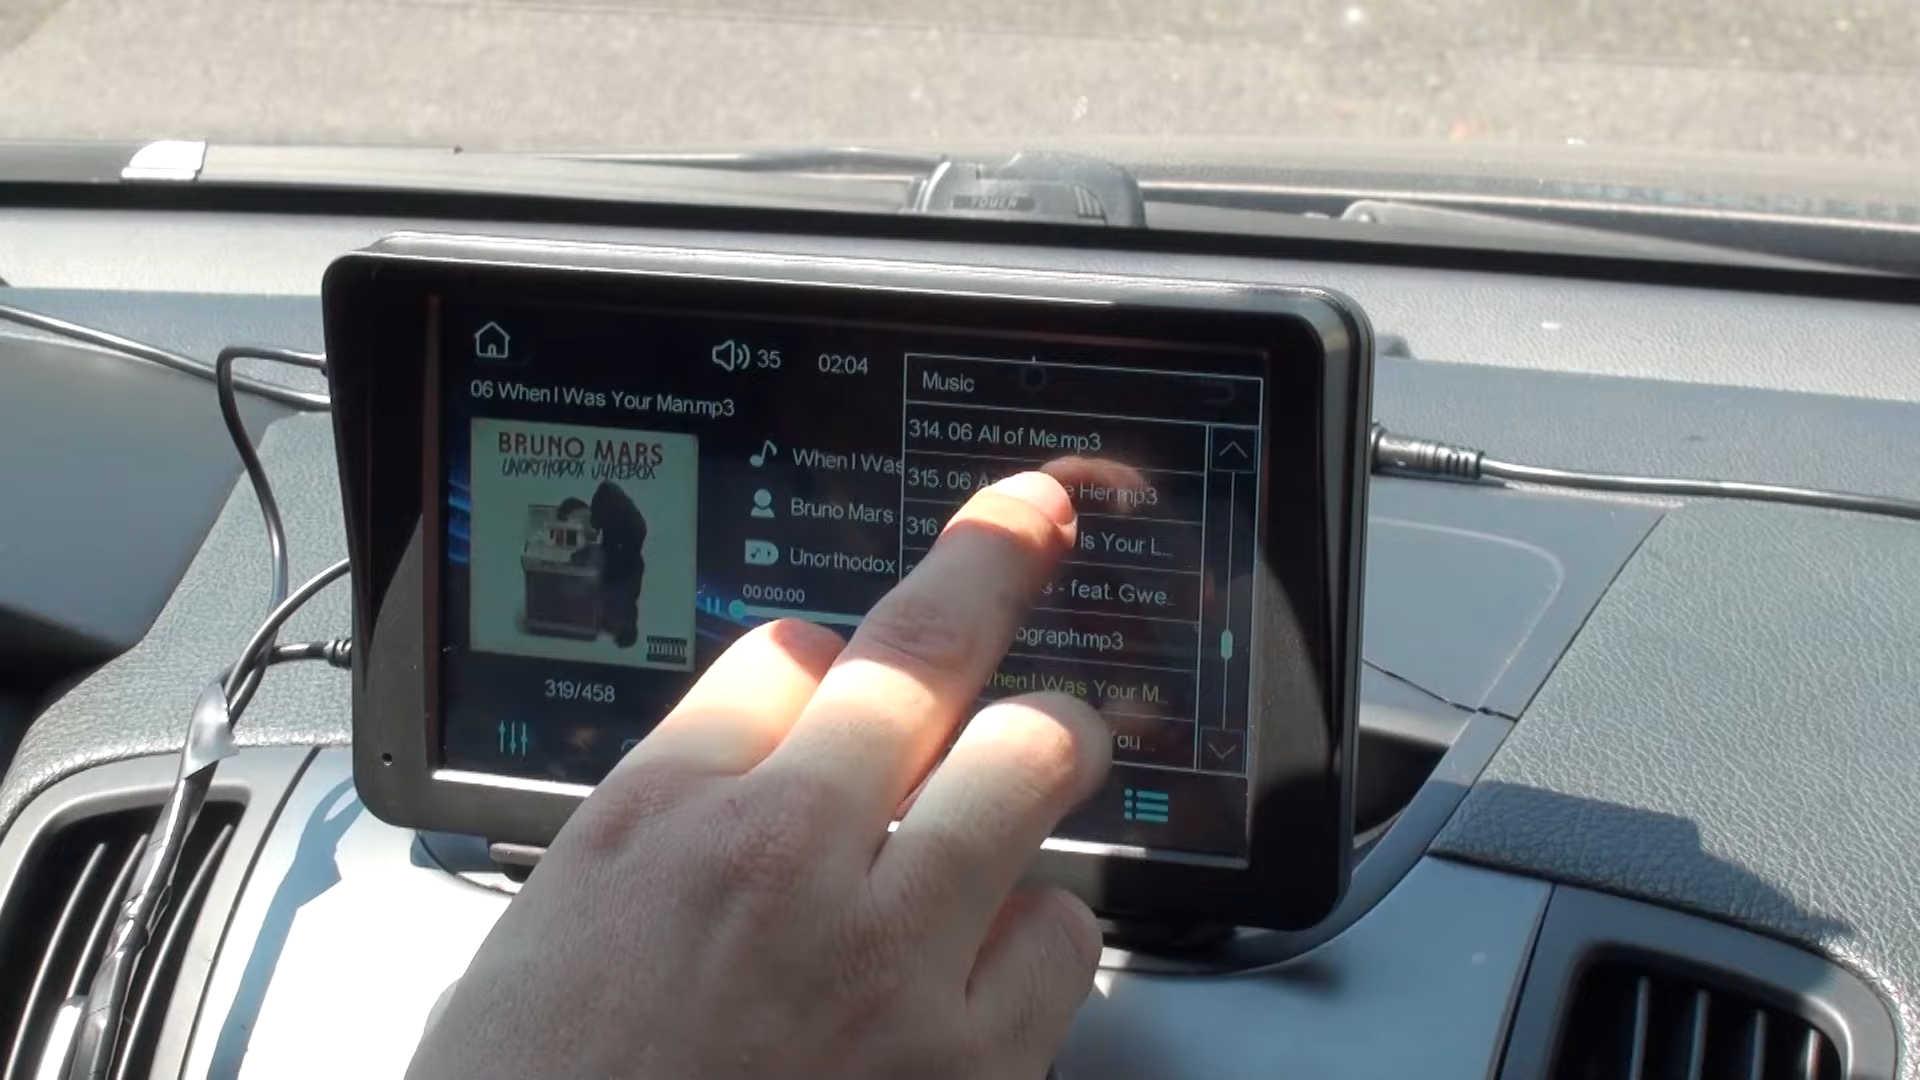 35
02:04
06 When I Was Your Man.mp3
BRUNO MARS
UNORTHODOX JUKEBOX
When I Was
Bruno Mars
Unorthodox
00:00:00
319/458
Music
314. 06 All of Me.mp3
315. 06 Her.mp3
316 Is Your L...
- feat. Gwe...
ograph.mp3
When I Was Your M...
You ...